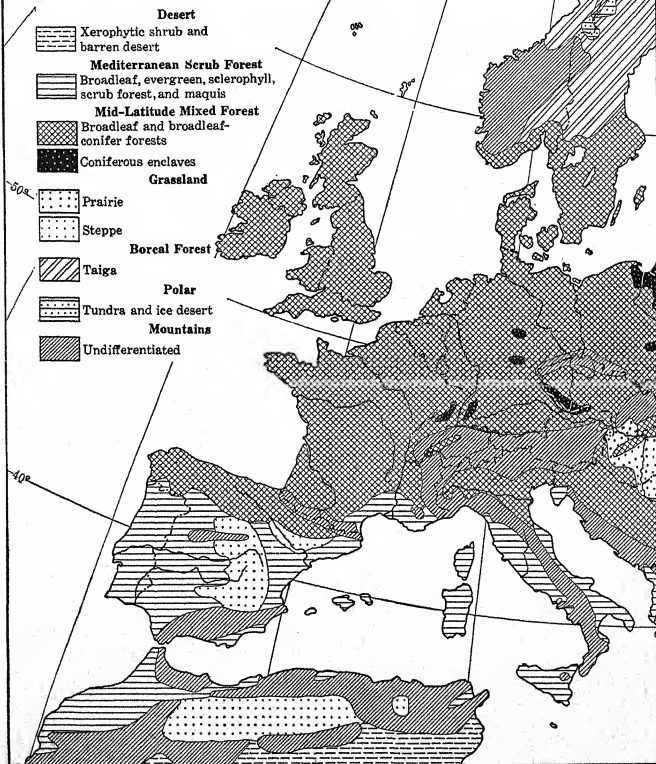 Desert
Xerophytic shrub and
barren desert
Mediterranean Scrub Forest
Broadleaf, evergreen, sclerophyll,
scrub forest, and maquis
Mid-Latitude Mixed Forest
Broadleaf and broadleaf-
conifer forests
Coniferous enclaves
Grassland
50°
Prairie
Steppe
Boreal Forest
Taiga
Polar
Tundra and ice desert
Mountains
Undifferentiated
40°